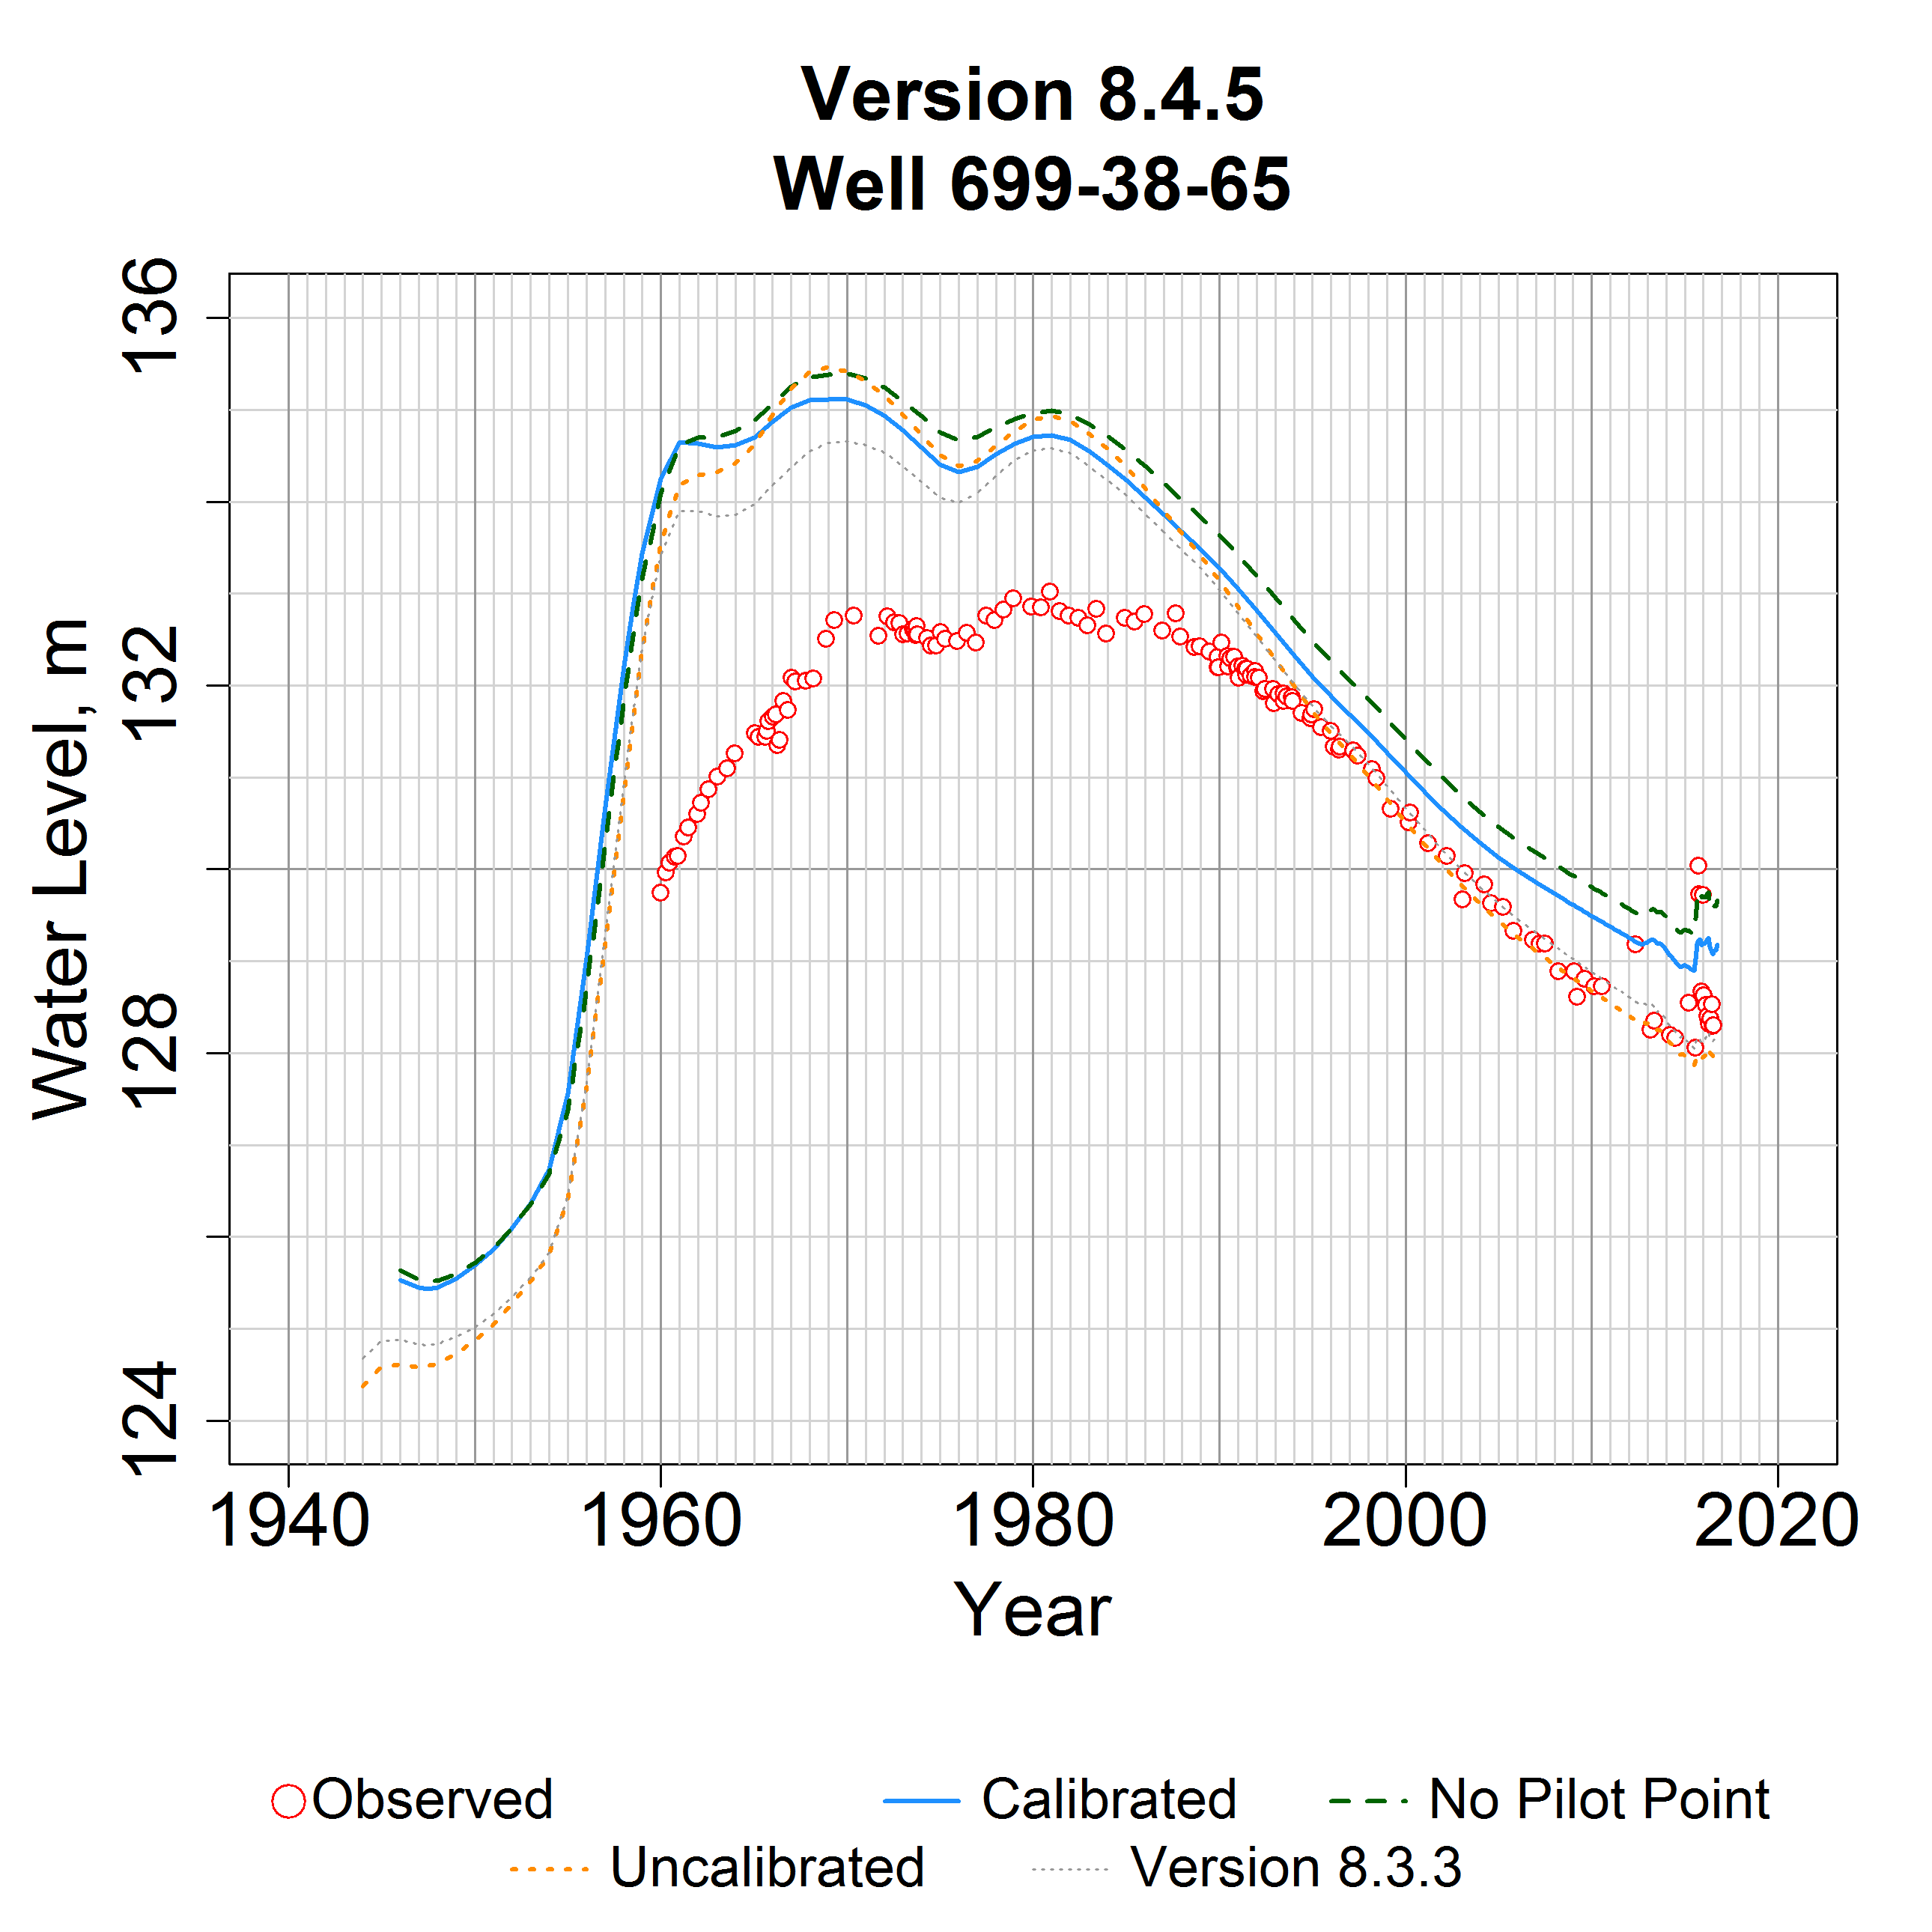 Version 8.4.5
Well 699-38-65
Water Level, m
136
132
128
124
1940 1960 1980 2000 2020
Year
Observed Calibrated No Pilot Point
Uncalibrated Version 8.3.3